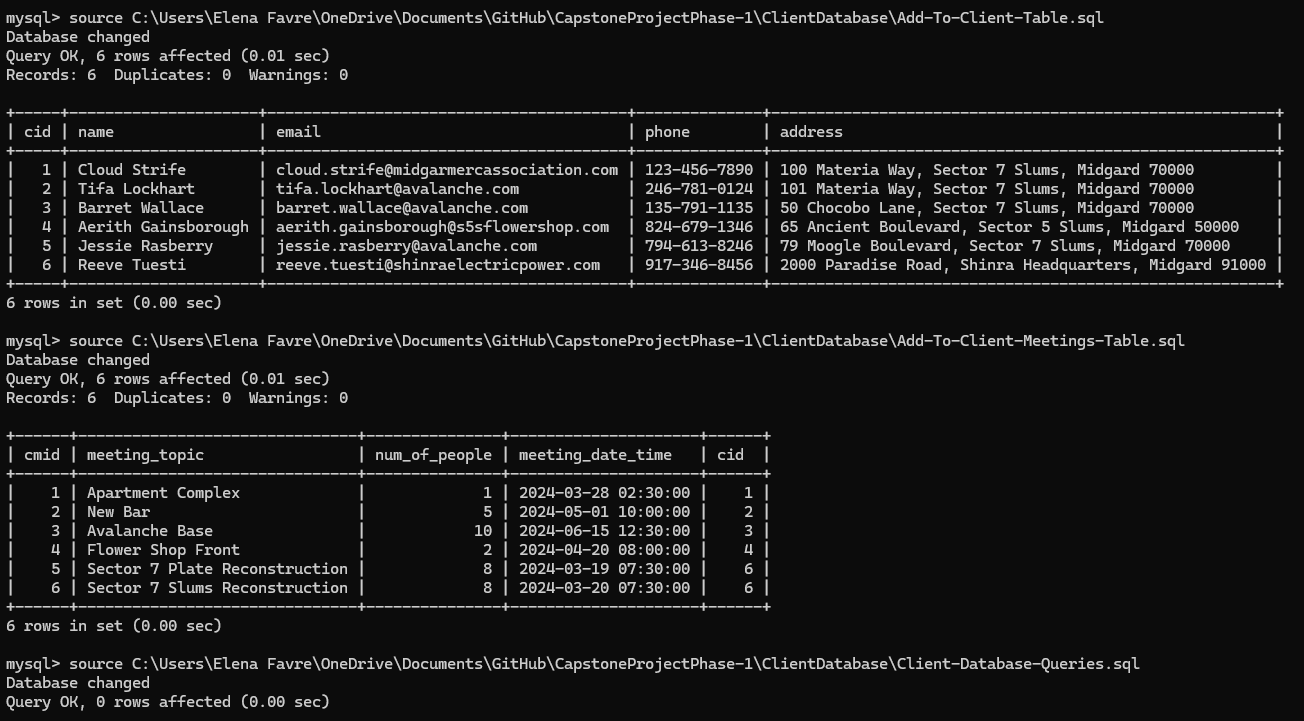 mysql> source C:\Users\Elena Favre\OneDrive\Documents\GitHub\CapstoneProjectPhase-1\ClientDatabase\Add-To-Client-Table.sql
Database changed
Query OK, 6 rows affected (0.01 sec)
Records: 6  Duplicates: 0  Warnings: 0

+-----+---------------------+----------------------------------------+--------------+--------------------------------------------------------+
| cid | name                | email                                  | phone        | address                                                |
+-----+---------------------+----------------------------------------+--------------+--------------------------------------------------------+
|   1 | Cloud Strife        | cloud.strife@midgarmercassociation.com | 123-456-7890 | 100 Materia Way, Sector 7 Slums, Midgard 70000         |
|   2 | Tifa Lockhart       | tifa.lockhart@avalanche.com            | 246-781-0124 | 101 Materia Way, Sector 7 Slums, Midgard 70000         |
|   3 | Barret Wallace      | barret.wallace@avalanche.com           | 135-791-1135 | 50 Chocobo Lane, Sector 7 Slums, Midgard 70000         |
|   4 | Aerith Gainsborough | aerith.gainsborough@s5sflowershop.com  | 824-679-1346 | 65 Ancient Boulevard, Sector 5 Slums, Midgard 50000    |
|   5 | Jessie Rasberry     | jessie.rasberry@avalanche.com          | 794-613-8246 | 79 Moogle Boulevard, Sector 7 Slums, Midgard 70000     |
|   6 | Reeve Tuesti        | reeve.tuesti@shinraelectricpower.com   | 917-346-8456 | 2000 Paradise Road, Shinra Headquarters, Midgard 91000 |
+-----+---------------------+----------------------------------------+--------------+--------------------------------------------------------+
6 rows in set (0.00 sec)

mysql> source C:\Users\Elena Favre\OneDrive\Documents\GitHub\CapstoneProjectPhase-1\ClientDatabase\Add-To-Client-Meetings-Table.sql
Database changed
Query OK, 6 rows affected (0.01 sec)
Records: 6  Duplicates: 0  Warnings: 0

+------+-------------------------------+---------------+---------------------+------+
| cmid | meeting_topic                 | num_of_people | meeting_date_time   | cid  |
+------+-------------------------------+---------------+---------------------+------+
|    1 | Apartment Complex             |             1 | 2024-03-28 02:30:00 |    1 |
|    2 | New Bar                       |             5 | 2024-05-01 10:00:00 |    2 |
|    3 | Avalanche Base                |            10 | 2024-06-15 12:30:00 |    3 |
|    4 | Flower Shop Front             |             2 | 2024-04-20 08:00:00 |    4 |
|    5 | Sector 7 Plate Reconstruction |             8 | 2024-03-19 07:30:00 |    6 |
|    6 | Sector 7 Slums Reconstruction |             8 | 2024-03-20 07:30:00 |    6 |
+------+-------------------------------+---------------+---------------------+------+
6 rows in set (0.00 sec)

mysql> source C:\Users\Elena Favre\OneDrive\Documents\GitHub\CapstoneProjectPhase-1\ClientDatabase\Client-Database-Queries.sql
Database changed
Query OK, 0 rows affected (0.00 sec)